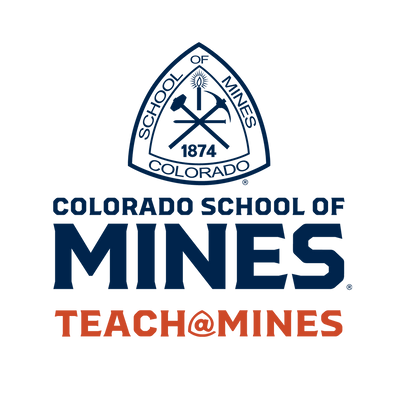 SCHOOL OF MINES
1874
COLORADO
®
COLORADO SCHOOL OF
MINES®
TEACH@MINES